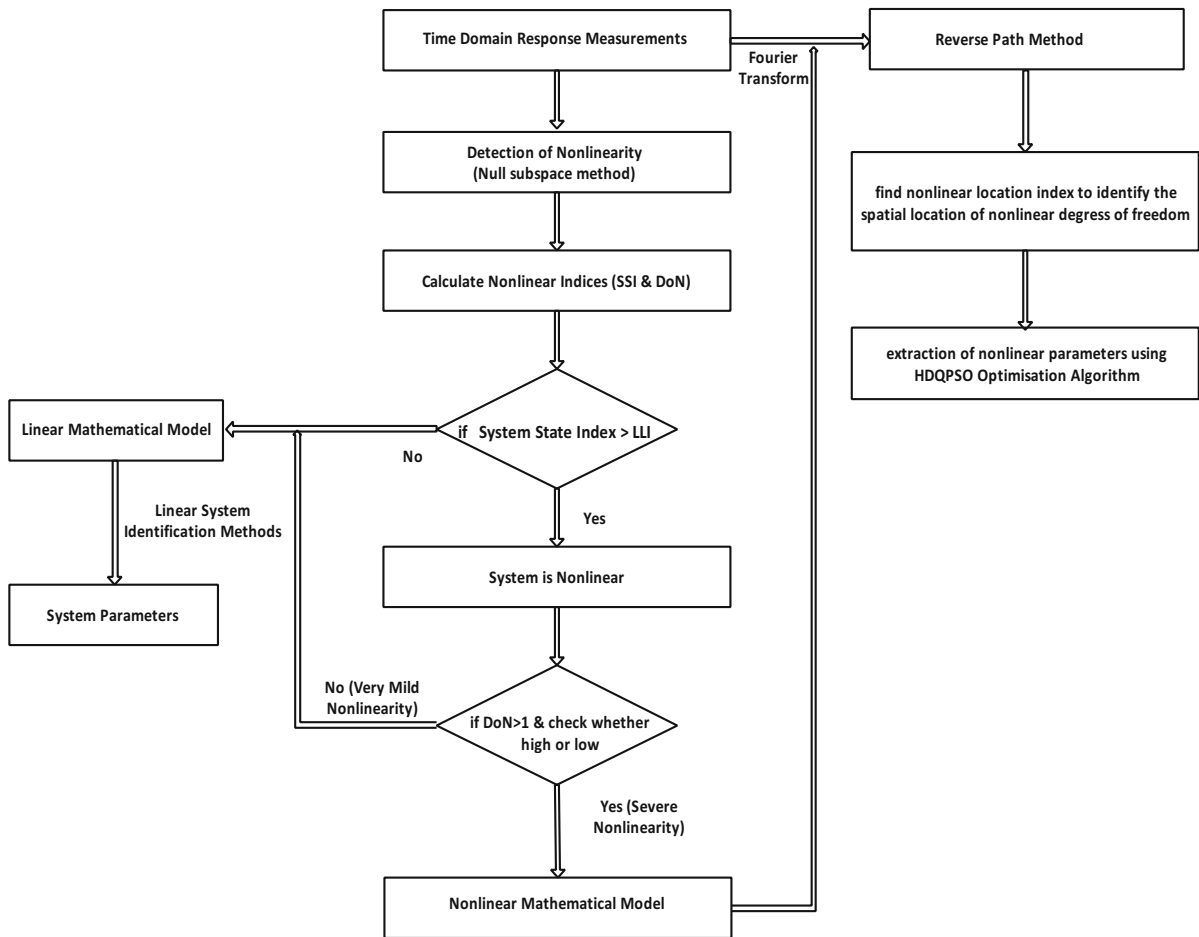 Time Domain Response Measurements
Fourier
Transform
Reverse Path Method
Detection of Nonlinearity
(Null subspace method)
find nonlinear location index to identify the
spatial location of nonlinear degress of freedom
Calculate Nonlinear Indices (SSI & DoN)
extraction of nonlinear parameters using
HDQPSO Optimisation Algorithm
if System State Index > LLI
No
Linear Mathematical Model
Linear System
Identification Methods
System Parameters
Yes
System is Nonlinear
No (Very Mild
Nonlinearity)
if DoN>1 & check whether
high or low
Yes (Severe
Nonlinearity)
Nonlinear Mathematical Model